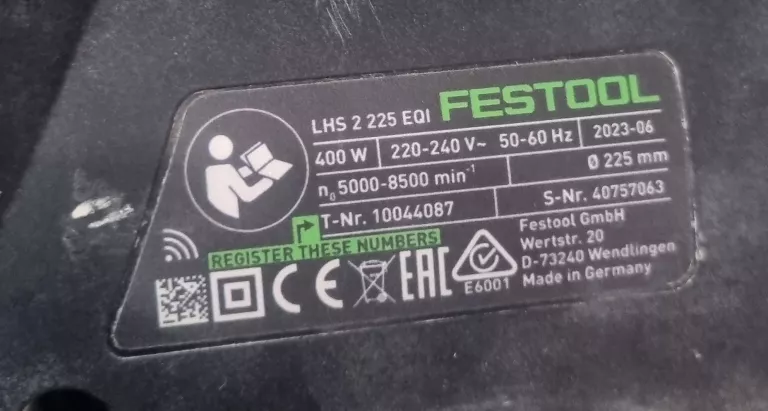 LHS 2 225 EQI FESTOOL
400 W 220-240 V~ 50-60 Hz 2023-06
n₀ 5000-8500 min⁻¹ Ø 225 mm
T-Nr. 10044087 S-Nr. 40757063
REGISTER THESE NUMBERS
Festool GmbH
Wertstr. 20
D-73240 Wendlingen
Made in Germany
CE EAC E6001